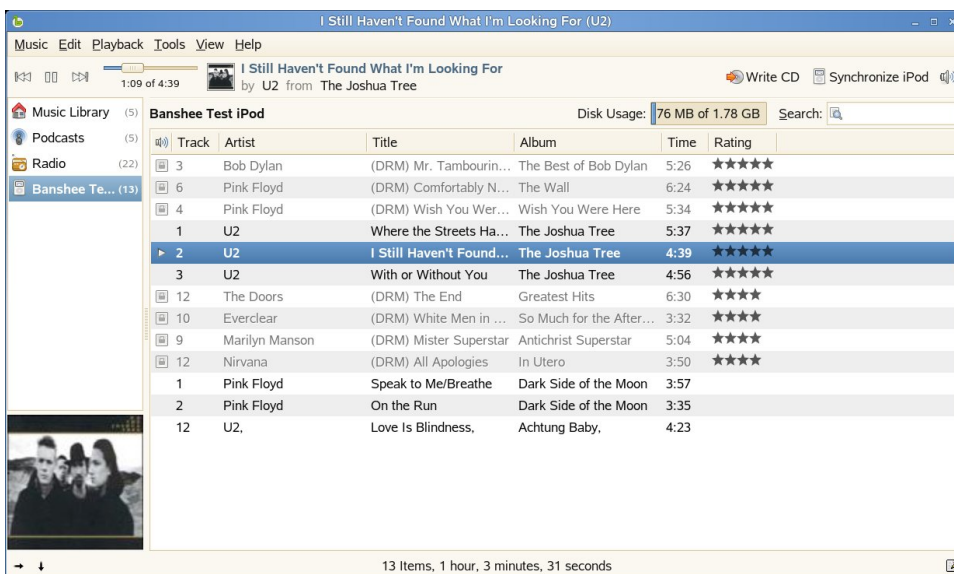 I Still Haven't Found What I'm Looking For (U2)
Music Edit Playback Tools View Help
1:09 of 4:39
I Still Haven't Found What I'm Looking For
by U2 from The Joshua Tree
Write CD Synchronize iPod
Music Library (5)
Podcasts (5)
Radio (22)
Banshee Te... (13)
Banshee Test iPod Disk Usage: 76 MB of 1.78 GB Search:
Track Artist Title Album Time Rating
3 Bob Dylan (DRM) Mr. Tambourin... The Best of Bob Dylan 5:26 ★★★★★
6 Pink Floyd (DRM) Comfortably N... The Wall 6:24 ★★★★★
4 Pink Floyd (DRM) Wish You Wer... Wish You Were Here 5:34 ★★★★★
1 U2 Where the Streets Ha... The Joshua Tree 5:37 ★★★★★
2 U2 I Still Haven't Found... The Joshua Tree 4:39 ★★★★★
3 U2 With or Without You The Joshua Tree 4:56 ★★★★★
12 The Doors (DRM) The End Greatest Hits 6:30 ★★★★
10 Everclear (DRM) White Men in ... So Much for the After... 3:32 ★★★★
9 Marilyn Manson (DRM) Mister Superstar Antichrist Superstar 5:04 ★★★★
12 Nirvana (DRM) All Apologies In Utero 3:50 ★★★★
1 Pink Floyd Speak to Me/Breathe Dark Side of the Moon 3:57
2 Pink Floyd On the Run Dark Side of the Moon 3:35
12 U2, Love Is Blindness, Achtung Baby, 4:23
13 Items, 1 hour, 3 minutes, 31 seconds